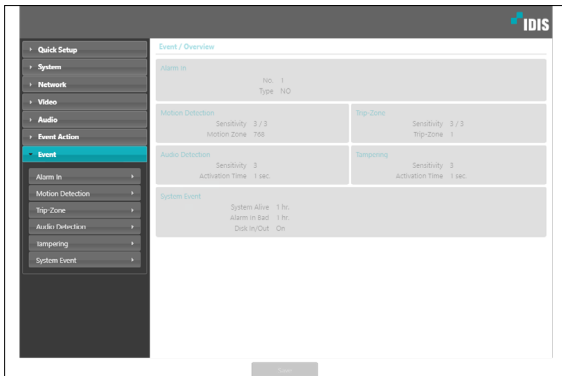 IDIS
Quick Setup
System
Network
Video
Audio
Event Action
Event
Alarm In
Motion Detection
Trip-Zone
Audio Detection
Tampering
System Event
Event / Overview
Alarm In
No. 1
Type NO
Motion Detection
Sensitivity 3 / 3
Motion Zone 768
Trip-Zone
Sensitivity 3 / 3
Trip-Zone 1
Audio Detection
Sensitivity 3
Activation Time 1 sec.
Tampering
Sensitivity 3
Activation Time 1 sec.
System Event
System Alive 1 hr.
Alarm In Bad 1 hr.
Disk In/Out On
Save